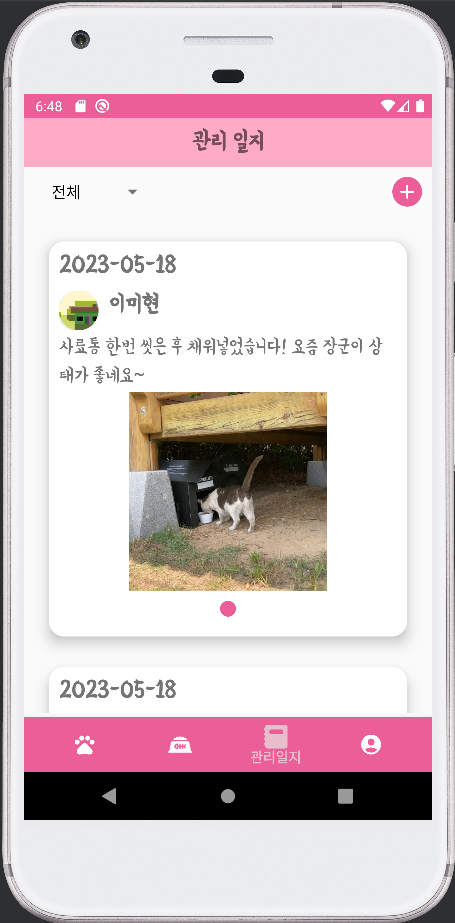 6:48
관리 일지
전체
2023-05-18
이미현
사료통 한번 씻은 후 채워넣었습니다! 요즘 장군이 상
태가 좋네요~
2023-05-18
관리일지